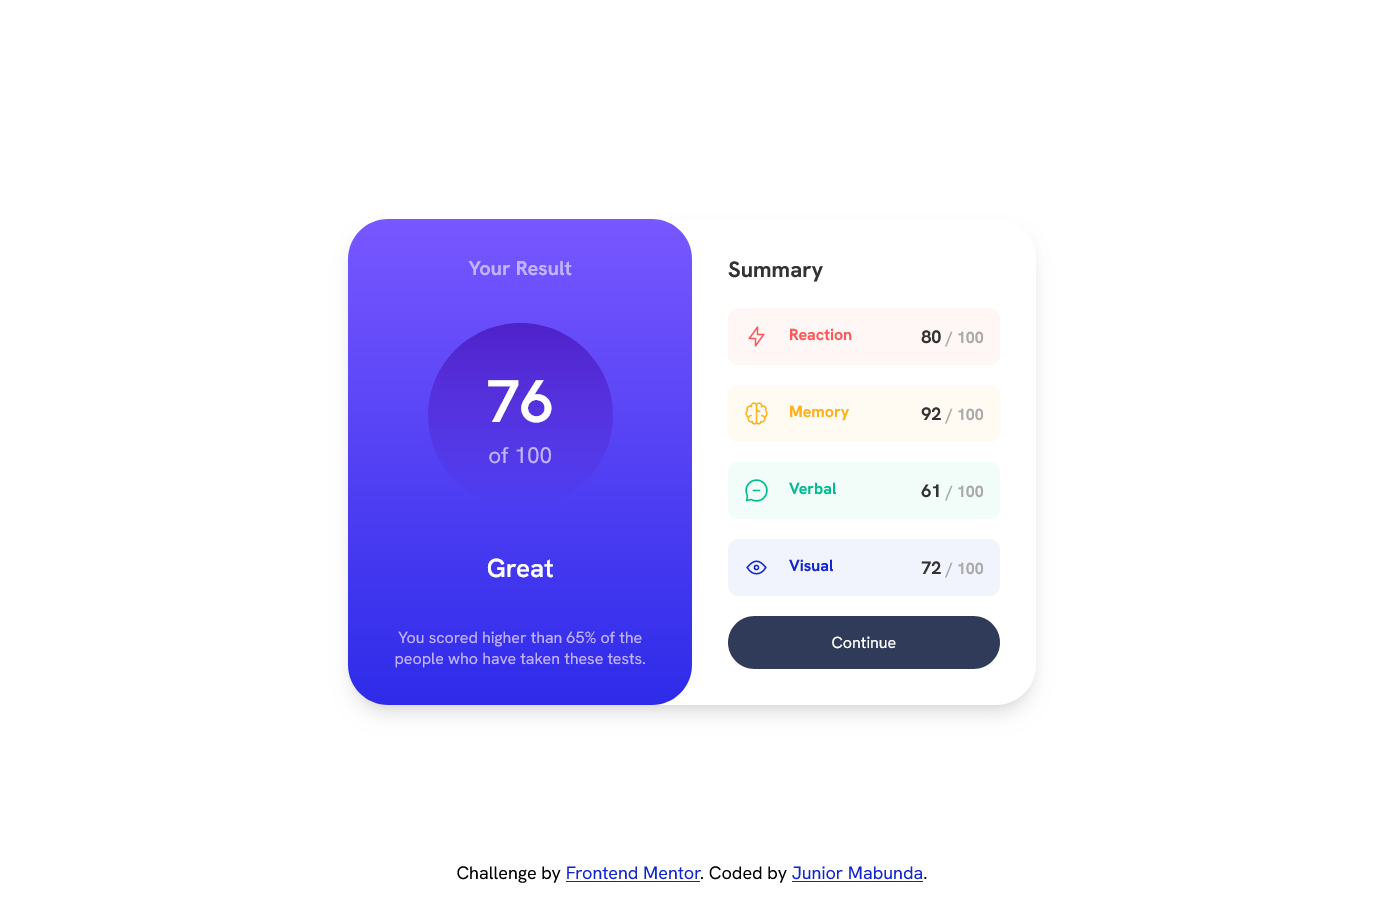 Your Result
76
of 100
Great
You scored higher than 65% of the
people who have taken these tests.
Summary
Reaction 80 / 100
Memory 92 / 100
Verbal 61 / 100
Visual 72 / 100
Continue
Challenge by Frontend Mentor. Coded by Junior Mabunda.